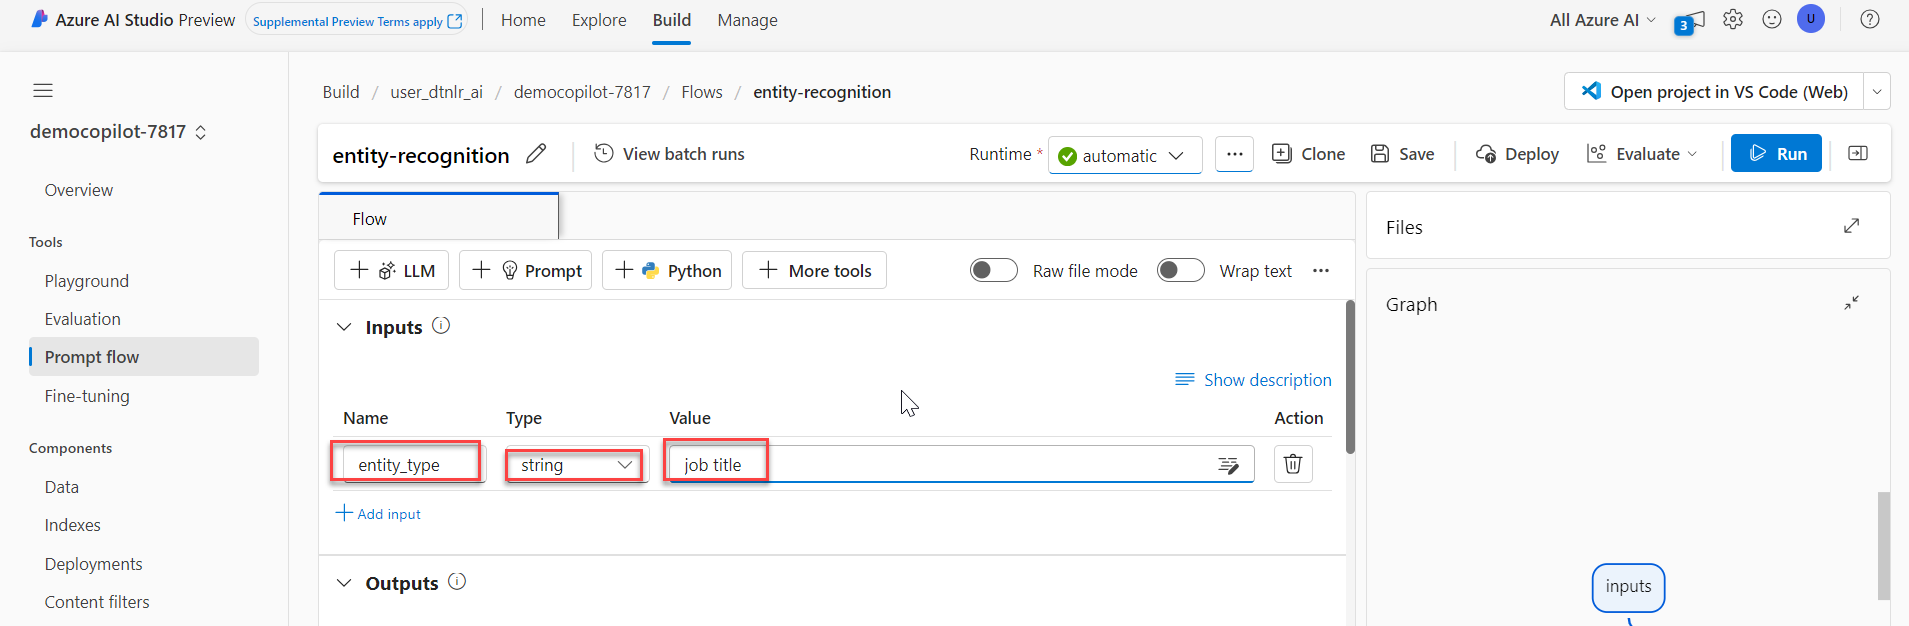 Azure AI Studio Preview Supplemental Preview Terms apply Home Explore Build Manage All Azure AI 3 U
democopilot-7817
Overview
Tools
Playground
Evaluation
Prompt flow
Fine-tuning
Components
Data
Indexes
Deployments
Content filters
Build / user_dtnlr_ai / democopilot-7817 / Flows / entity-recognition
Open project in VS Code (Web)
entity-recognition View batch runs Runtime * automatic ... Clone Save Deploy Evaluate Run
Flow
+ LLM + Prompt + Python + More tools Raw file mode Wrap text ...
Inputs
Show description
Name Type Value Action
entity_type string job title
+ Add input
Outputs
Files
Graph
inputs